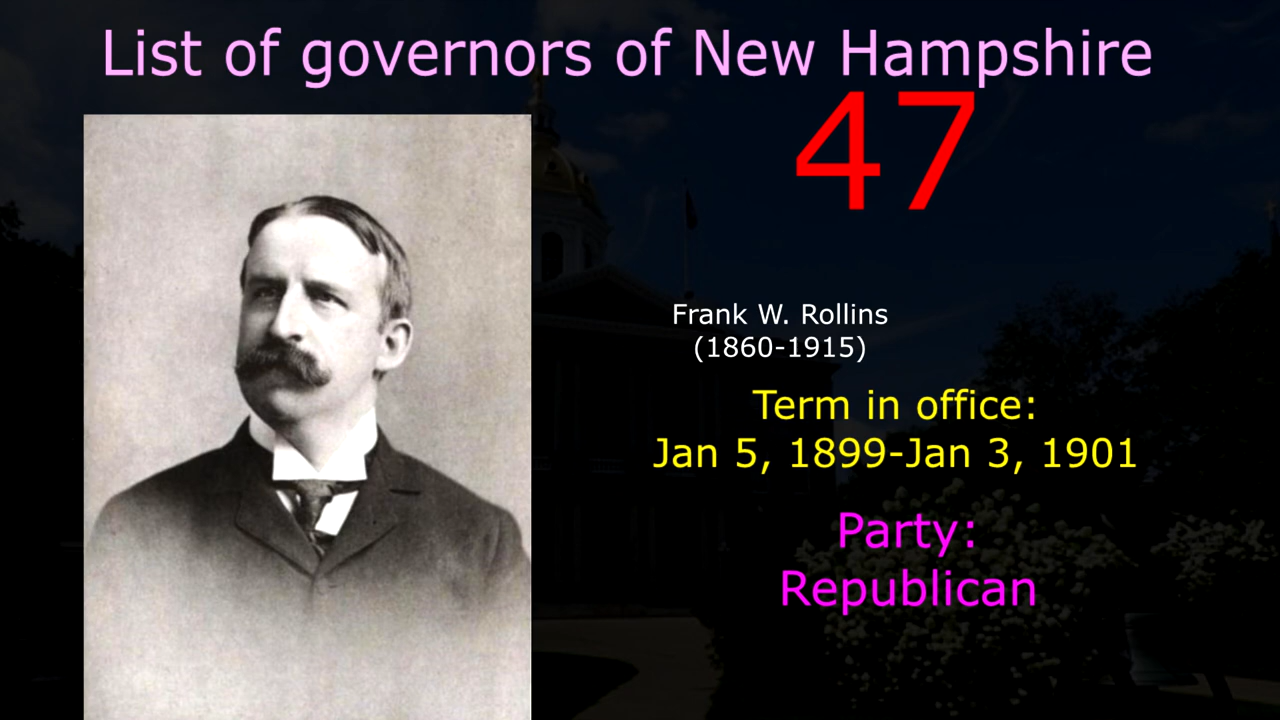 List of governors of New Hampshire
47
Frank W. Rollins
(1860-1915)
Term in office:
Jan 5, 1899-Jan 3, 1901
Party:
Republican